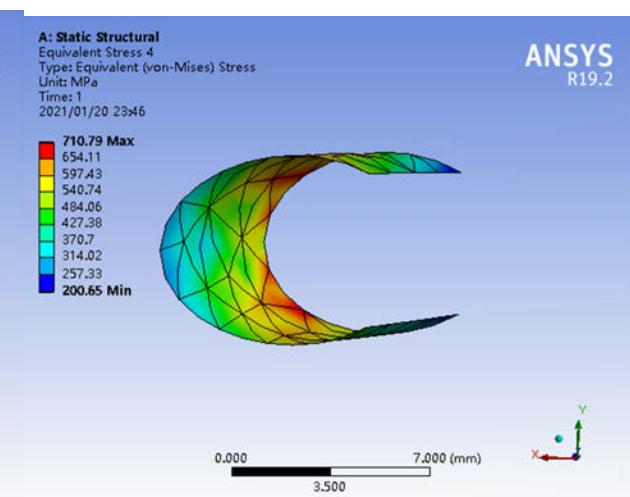 A: Static Structural
Equivalent Stress 4
Type: Equivalent (von-Mises) Stress
Unit: MPa
Time: 1
2021/01/20 23:46
ANSYS
R19.2
710.79 Max
654.11
597.43
540.74
484.06
427.38
370.7
314.02
257.33
200.65 Min
Y
X
Z
0.000
7.000 (mm)
3.500